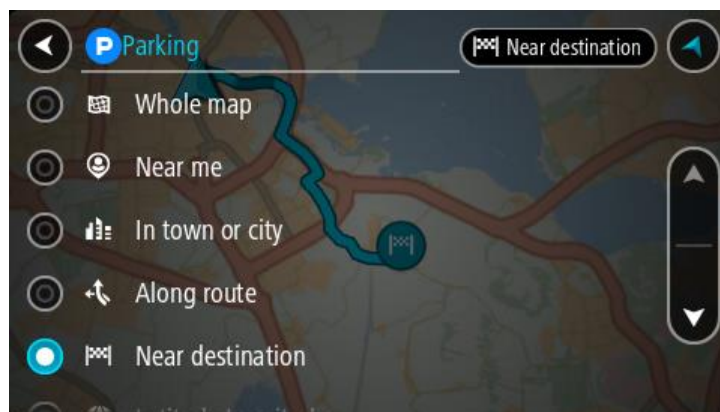 P Parking
Near destination
Whole map
Near me
In town or city
Along route
Near destination